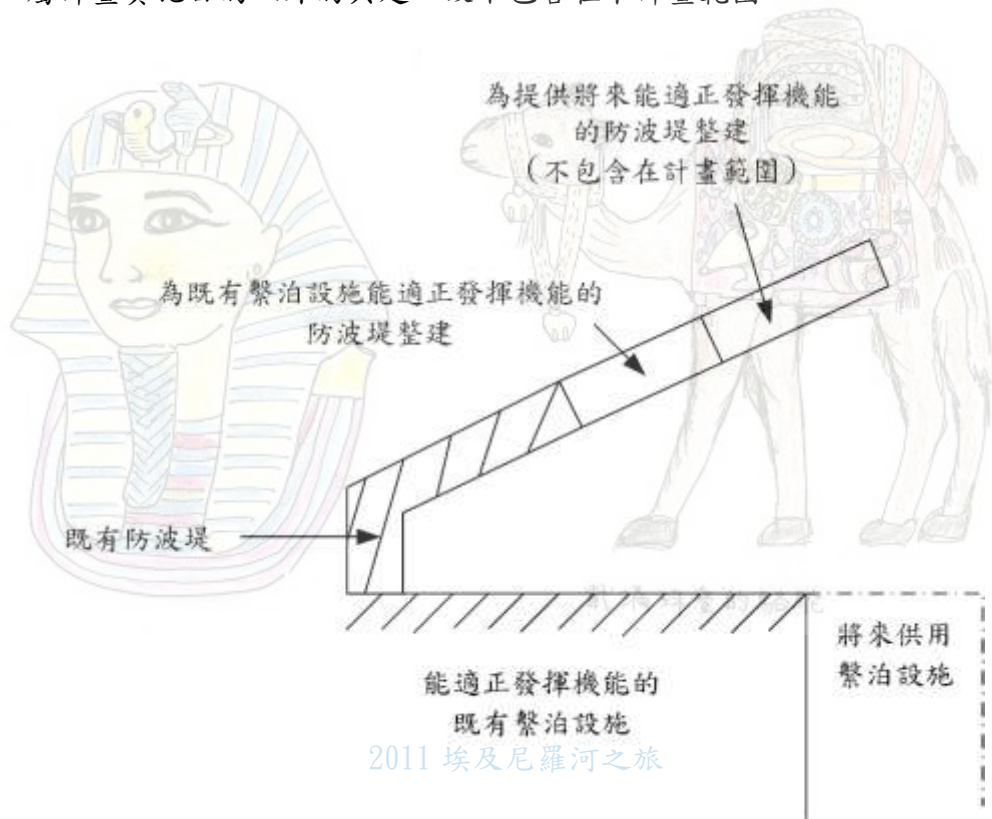 為提供將來能適正發揮機能
的防波堤整建
(不包含在計畫範圍)
為既有繫泊設施能適正發揮機能的
防波堤整建
既有防波堤
將來供用
繫泊設施
能適正發揮機能的
既有繫泊設施
2011 埃及尼羅河之旅